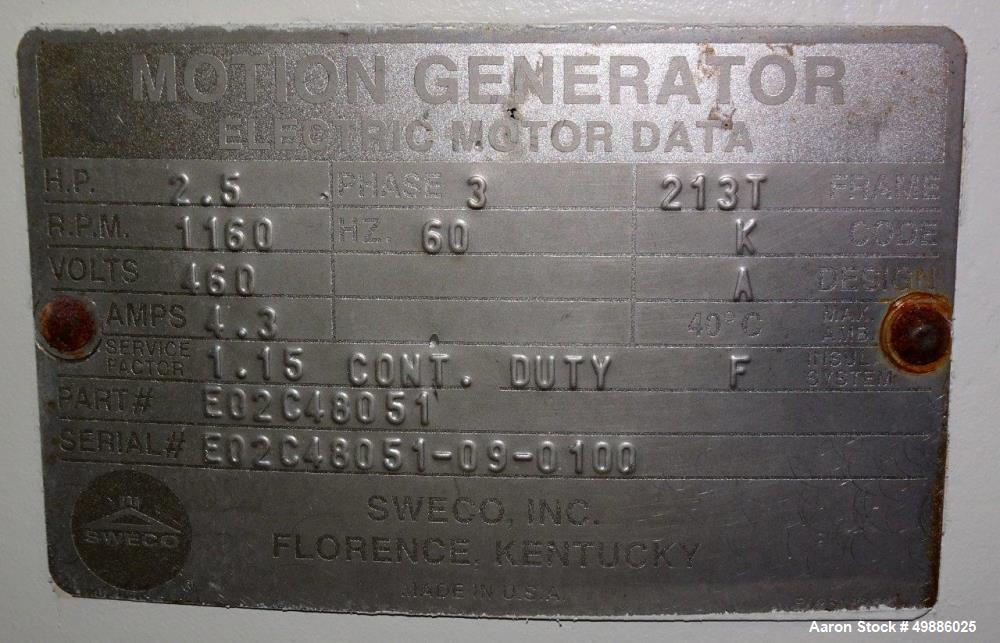 MOTION GENERATOR
ELECTRIC MOTOR DATA
H.P. 2.5 PHASE 3 213T FRAME
R.P.M. 1160 HZ. 60 K CODE
VOLTS 460 A DESIGN
AMPS 4.3 40°C MAX. AMB.
SERVICE FACTOR 1.15 CONT. DUTY F INSUL. SYSTEM
PART# E02C48051
SERIAL# E02C48051-09-0100
SWECO
SWECO, INC.
FLORENCE, KENTUCKY
MADE IN U.S.A.
Aaron Stock # 49886025